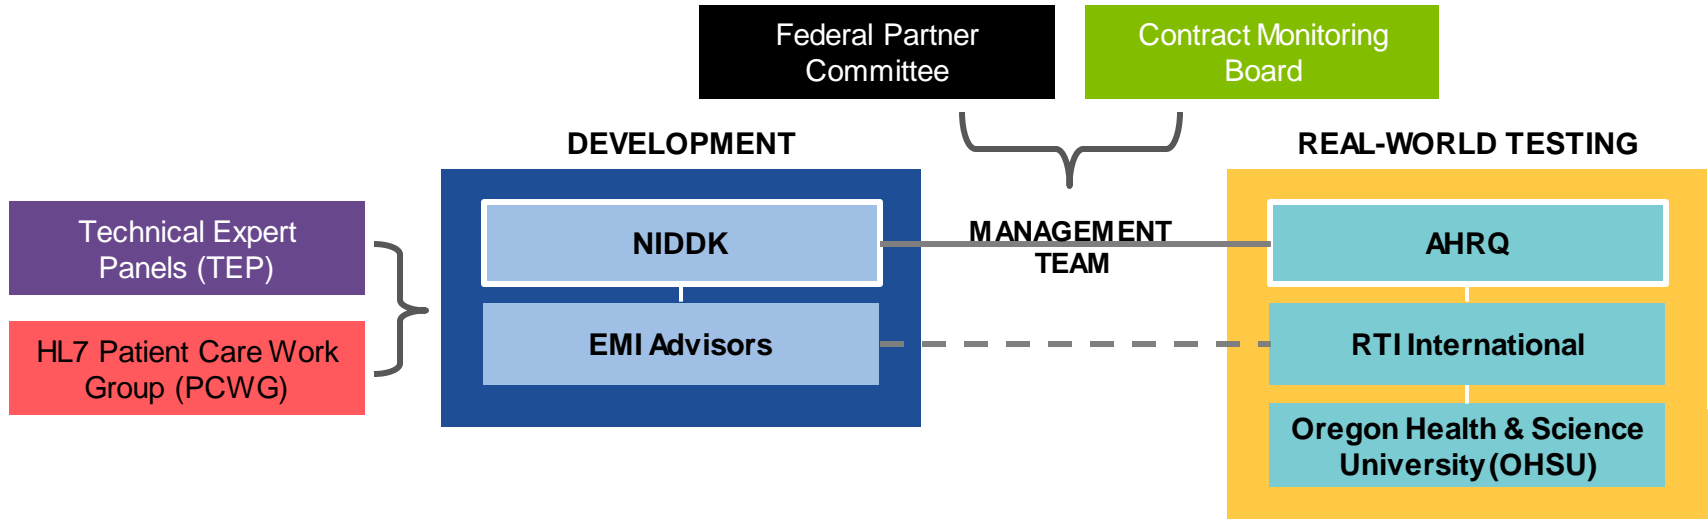 Federal Partner
Committee
Contract Monitoring
Board
DEVELOPMENT
REAL-WORLD TESTING
Technical Expert
Panels (TEP)
HL7 Patient Care Work
Group (PCWG)
NIDDK
EMI Advisors
MANAGEMENT
TEAM
AHRQ
RTI International
Oregon Health & Science
University (OHSU)